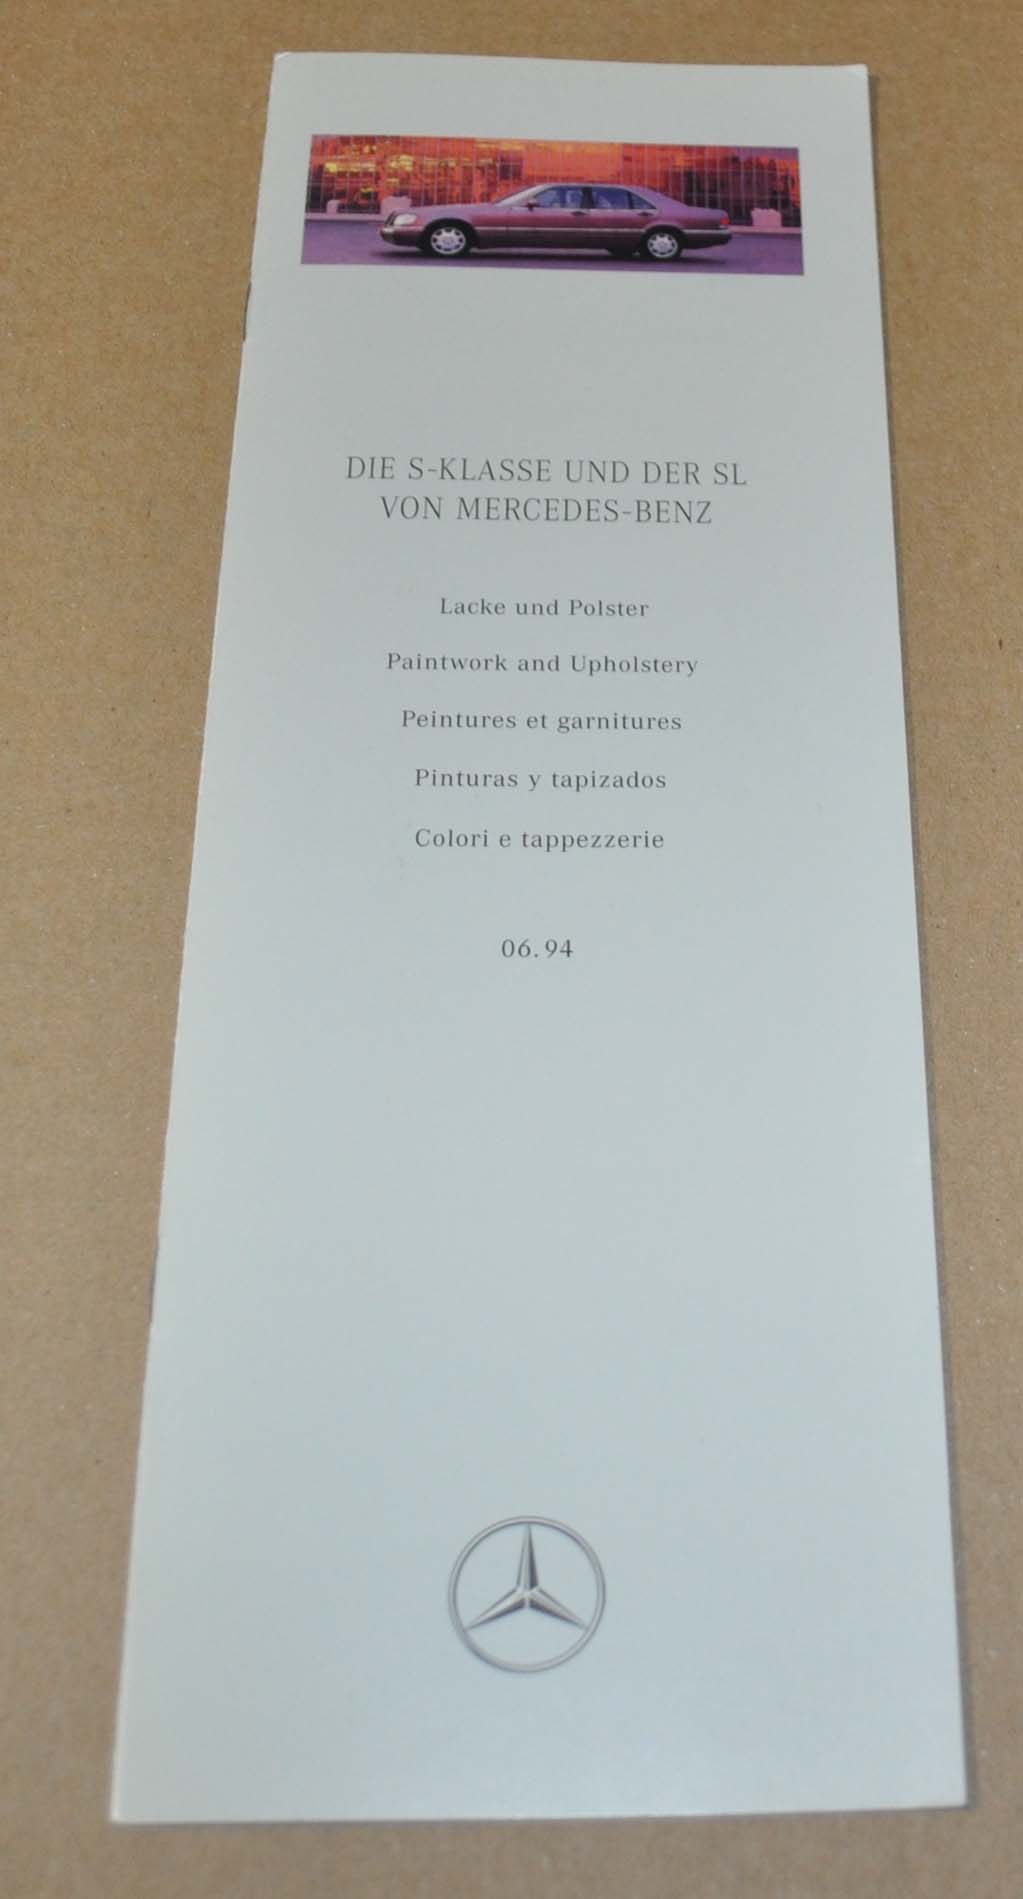 DIE S-KLASSE UND DER SL
VON MERCEDES-BENZ
Lacke und Polster
Paintwork and Upholstery
Peintures et garnitures
Pinturas y tapizados
Colori e tappezzerie
06.94